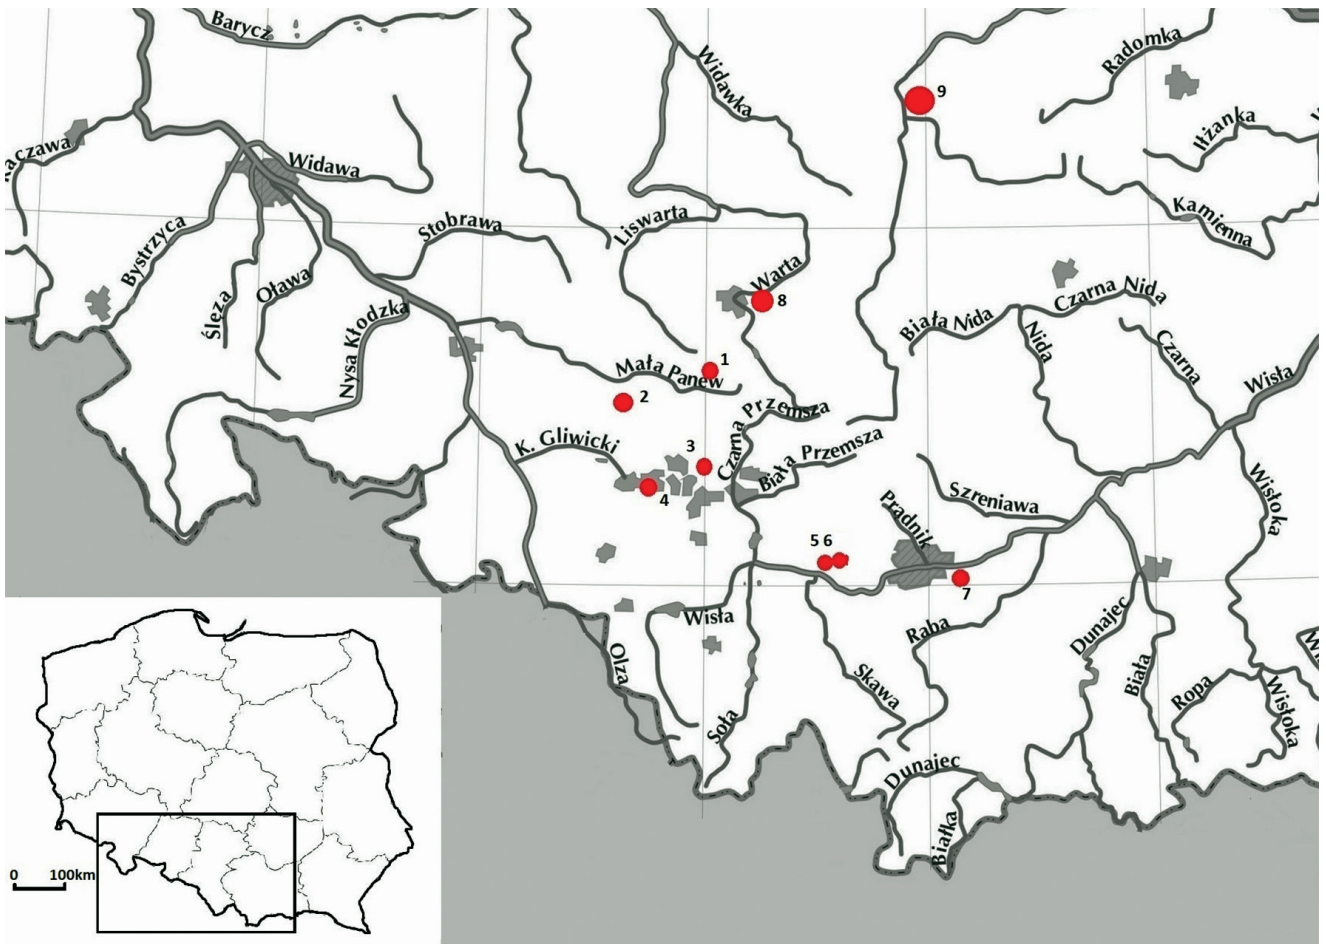 Barycz
Widawka
Radomka
9
Iłżanka
aczawa
Widawa
Kamienna
Bystrzyca
Stobrawa
Liswarta
Warta
8
Ślęza
Oława
Nysa Kłodzka
Biała Nida
Czarna Nida
Nida
Czarna
Wisła
Mała Panew
1
2
K. Gliwicki
3
4
Czarna Przemsza
Biała Przemsza
Szreniawa
Prądnik
Wisłoka
5 6
7
Wisła
Raba
Dunajec
Biała
Olza
Soła
Skawa
Ropa
Wisłoka
Dunajec
Białka
0 100km